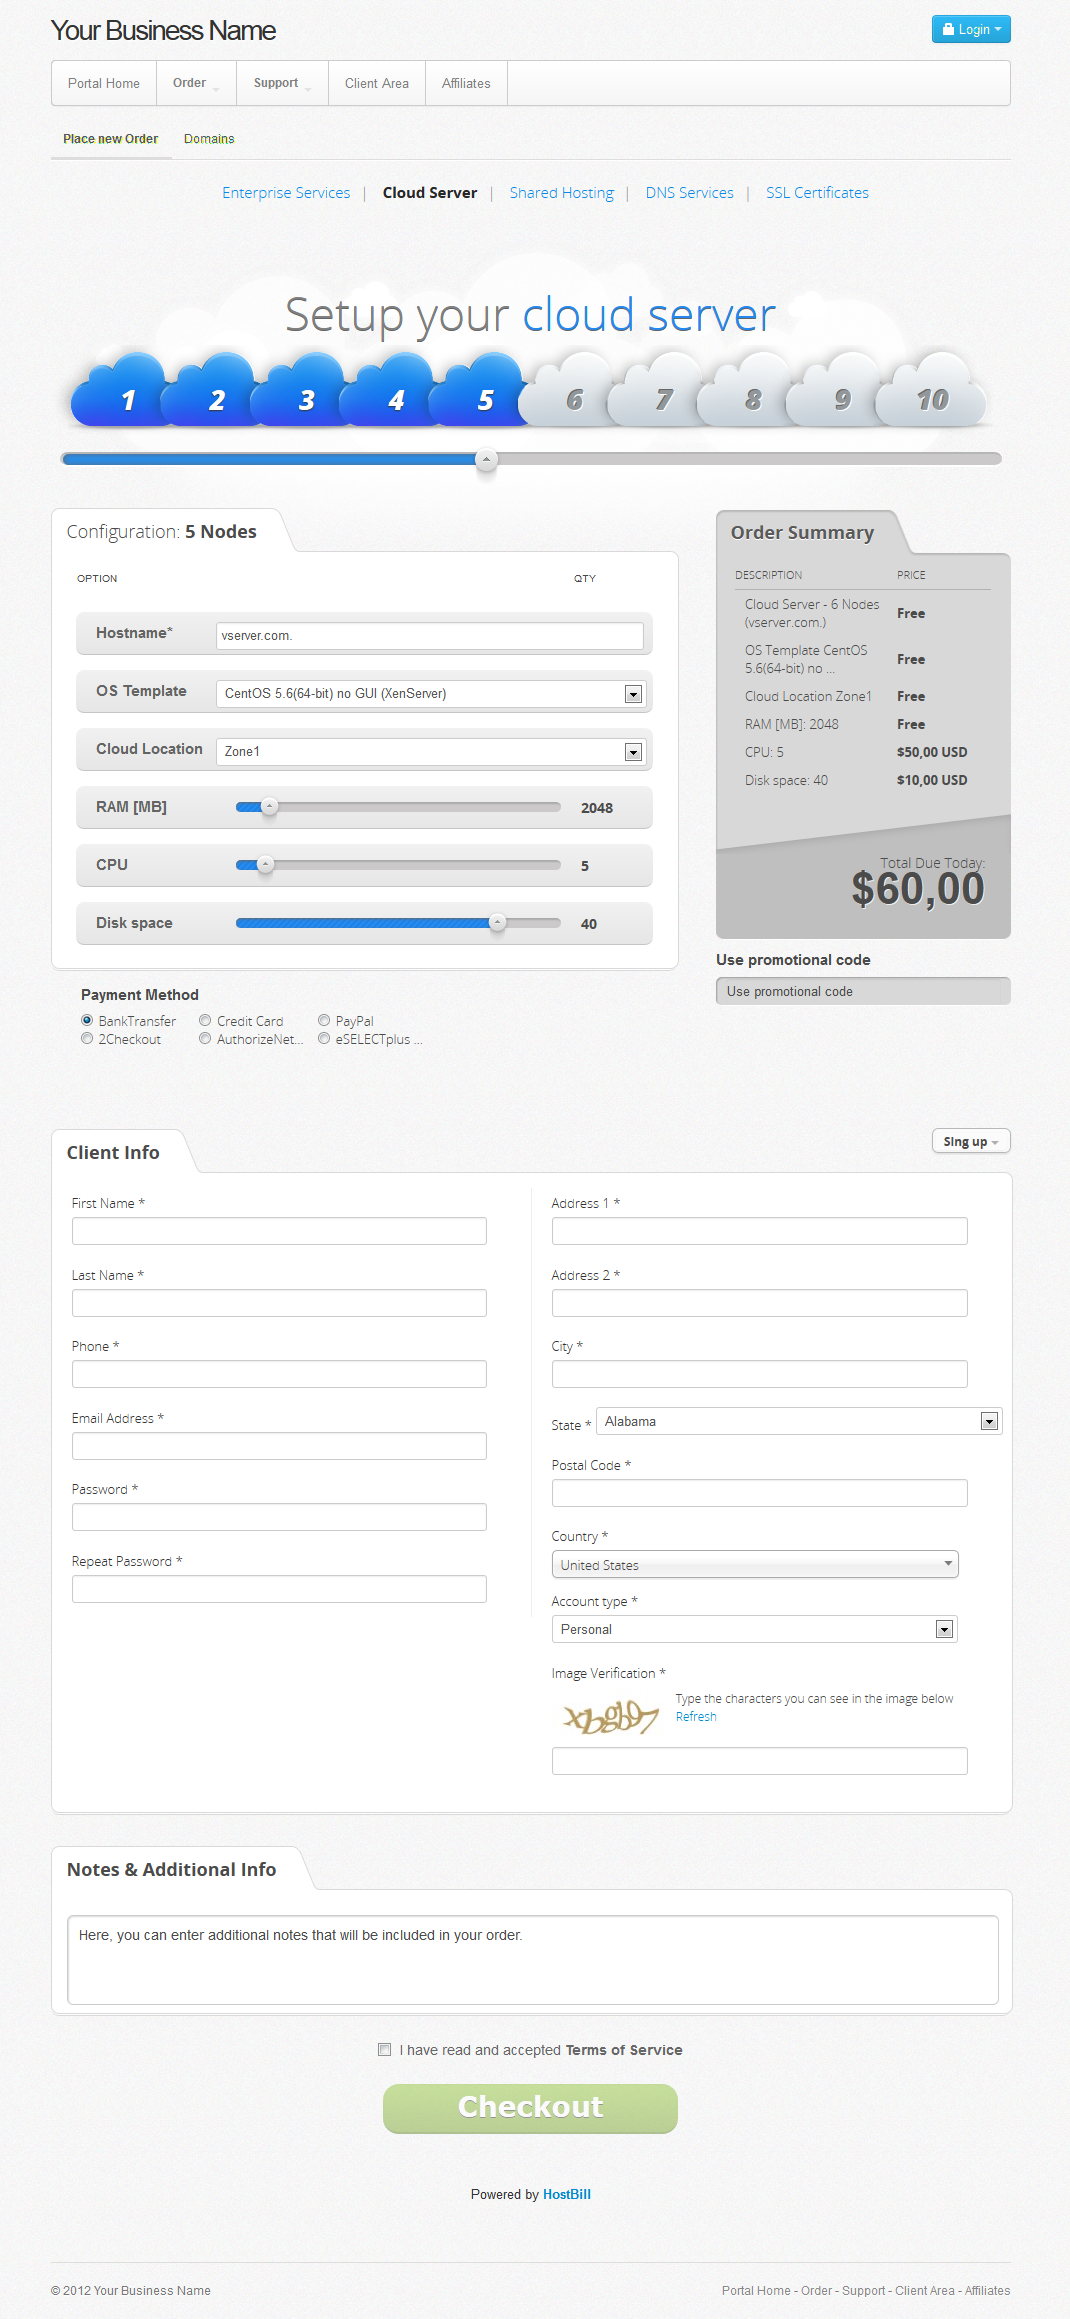 Your Business Name
Login
Portal Home Order Support Client Area Affiliates
Place new Order Domains
Enterprise Services | Cloud Server | Shared Hosting | DNS Services | SSL Certificates
Setup your cloud server
1 2 3 4 5 6 7 8 9 10
Configuration: 5 Nodes
OPTION QTY
Hostname* vserver.com.
OS Template CentOS 5.6(64-bit) no GUI (XenServer)
Cloud Location Zone1
RAM [MB] 2048
CPU 5
Disk space 40
Order Summary
DESCRIPTION PRICE
Cloud Server - 6 Nodes
(vserver.com.) Free
OS Template CentOS
5.6(64-bit) no ... Free
Cloud Location Zone1 Free
RAM [MB]: 2048 Free
CPU: 5 $50,00 USD
Disk space: 40 $10,00 USD
Total Due Today:
$60,00
Use promotional code
Use promotional code
Payment Method
BankTransfer Credit Card PayPal
2Checkout AuthorizeNet... eSELECTplus ...
Client Info
Sing up
First Name *
Last Name *
Phone *
Email Address *
Password *
Repeat Password *
Address 1 *
Address 2 *
City *
State * Alabama
Postal Code *
Country *
United States
Account type *
Personal
Image Verification *
xbgb97
Type the characters you can see in the image below
Refresh
Notes & Additional Info
Here, you can enter additional notes that will be included in your order.
I have read and accepted Terms of Service
Checkout
Powered by HostBill
© 2012 Your Business Name
Portal Home - Order - Support - Client Area - Affiliates